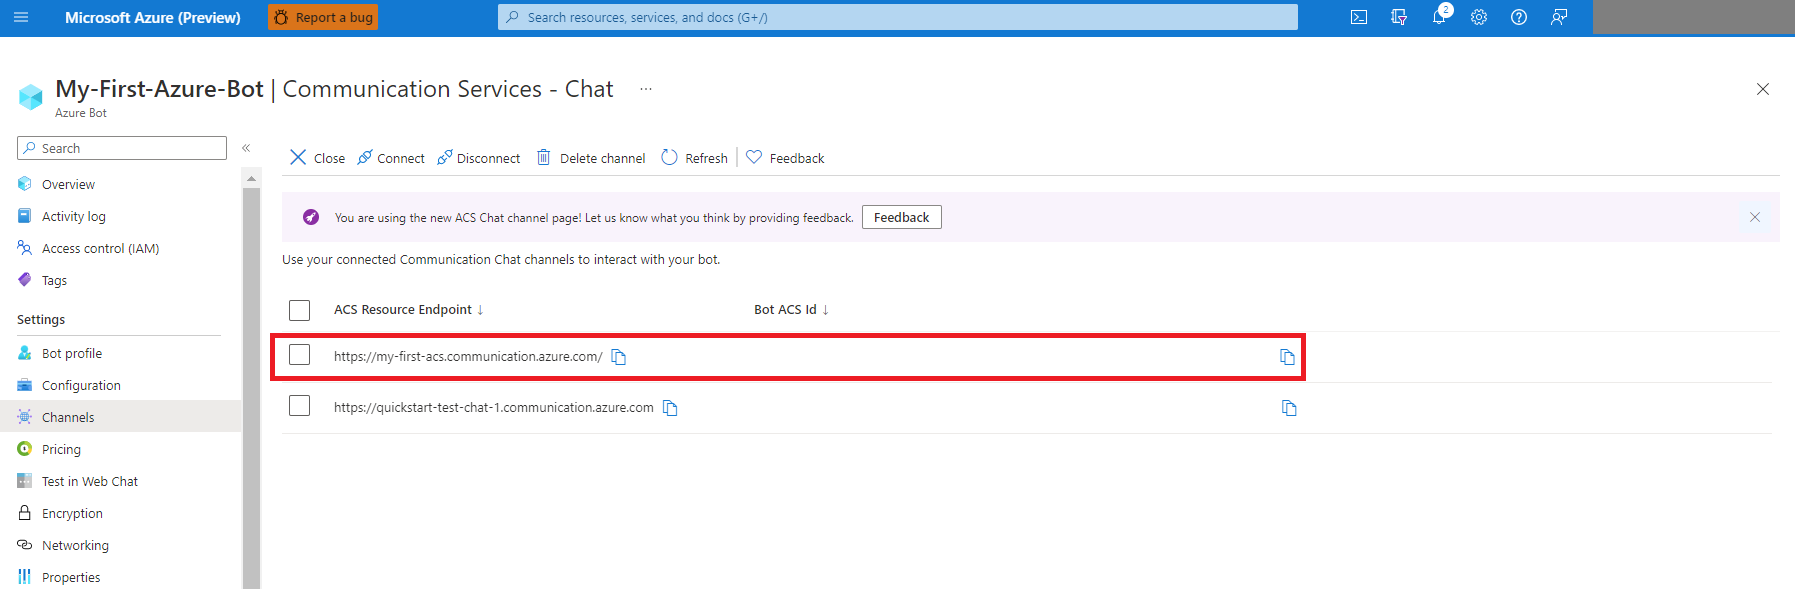 Microsoft Azure (Preview)
Report a bug
Search resources, services, and docs (G+/)
2
My-First-Azure-Bot | Communication Services - Chat
...
Azure Bot
Search
«
Overview
Activity log
Access control (IAM)
Tags
Settings
Bot profile
Configuration
Channels
Pricing
Test in Web Chat
Encryption
Networking
Properties
Close
Connect
Disconnect
Delete channel
Refresh
Feedback
You are using the new ACS Chat channel page! Let us know what you think by providing feedback.
Feedback
Use your connected Communication Chat channels to interact with your bot.
ACS Resource Endpoint ↓
Bot ACS Id ↓
https://my-first-acs.communication.azure.com/
https://quickstart-test-chat-1.communication.azure.com